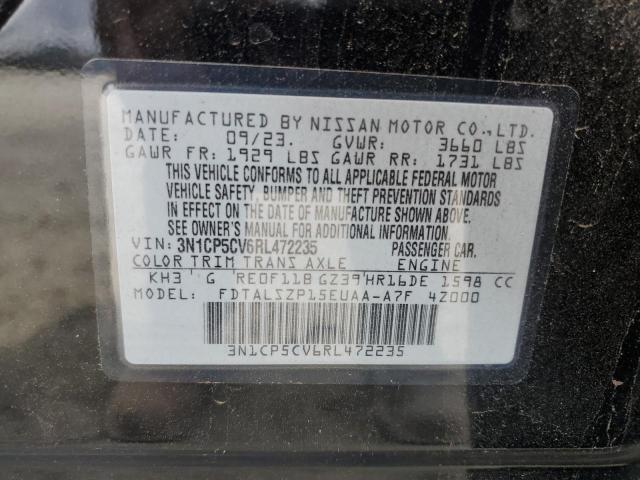 MANUFACTURED BY NISSAN MOTOR CO.,LTD.
DATE: 09/23. GVWR: 3660 LBS
GAWR FR: 1929 LBS GAWR RR: 1731 LBS
THIS VEHICLE CONFORMS TO ALL APPLICABLE FEDERAL MOTOR
VEHICLE SAFETY, BUMPER AND THEFT PREVENTION STANDARDS
IN EFFECT ON THE DATE OF MANUFACTURE SHOWN ABOVE.
SEE OWNER'S MANUAL FOR ADDITIONAL INFORMATION.
VIN: 3N1CP5CV6RL472235 PASSENGER CAR.
COLOR TRIM TRANS AXLE ENGINE
KH3 G RE0F11B GZ39 HR16DE 1598 CC
FDTALSZP15EUAA-A7F 4Z000
3N1CP5CV6RL472235